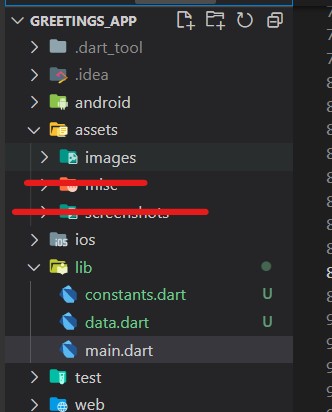 GREETINGS_APP
.dart_tool
.idea
android
assets
images
misc
screenshots
ios
lib
constants.dart U
data.dart U
main.dart
test
web